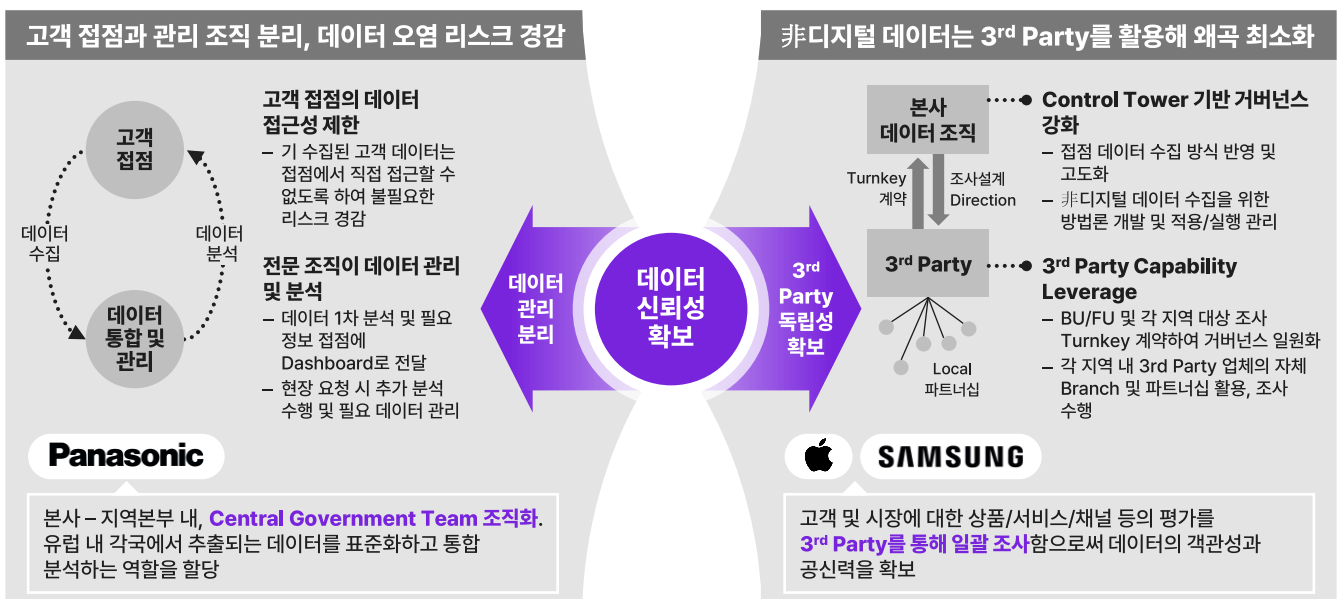 고객 접점과 관리 조직 분리, 데이터 오염 리스크 경감
고객
접점
데이터
수집
데이터
분석
데이터
통합 및
관리
고객 접점의 데이터
접근성 제한
– 기 수집된 고객 데이터는
접점에서 직접 접근할 수
없도록 하여 불필요한
리스크 경감
전문 조직이 데이터 관리
및 분석
– 데이터 1차 분석 및 필요
정보 접점에
Dashboard로 전달
– 현장 요청 시 추가 분석
수행 및 필요 데이터 관리
Panasonic
본사 – 지역본부 내, Central Government Team 조직화.
유럽 내 각국에서 추출되는 데이터를 표준화하고 통합
분석하는 역할을 할당
데이터
관리
분리
데이터
신뢰성
확보
3rd
Party
독립성
확보
非디지털 데이터는 3rd Party를 활용해 왜곡 최소화
본사
데이터 조직
Turnkey
계약
조사설계
Direction
3rd Party
Local
파트너십
Control Tower 기반 거버넌스
강화
– 접점 데이터 수집 방식 반영 및
고도화
– 非디지털 데이터 수집을 위한
방법론 개발 및 적용/실행 관리
3rd Party Capability
Leverage
– BU/FU 및 각 지역 대상 조사
Turnkey 계약하여 거버넌스 일원화
– 각 지역 내 3rd Party 업체의 자체
Branch 및 파트너십 활용, 조사
수행
SAMSUNG
고객 및 시장에 대한 상품/서비스/채널 등의 평가를
3rd Party를 통해 일괄 조사함으로써 데이터의 객관성과
공신력을 확보